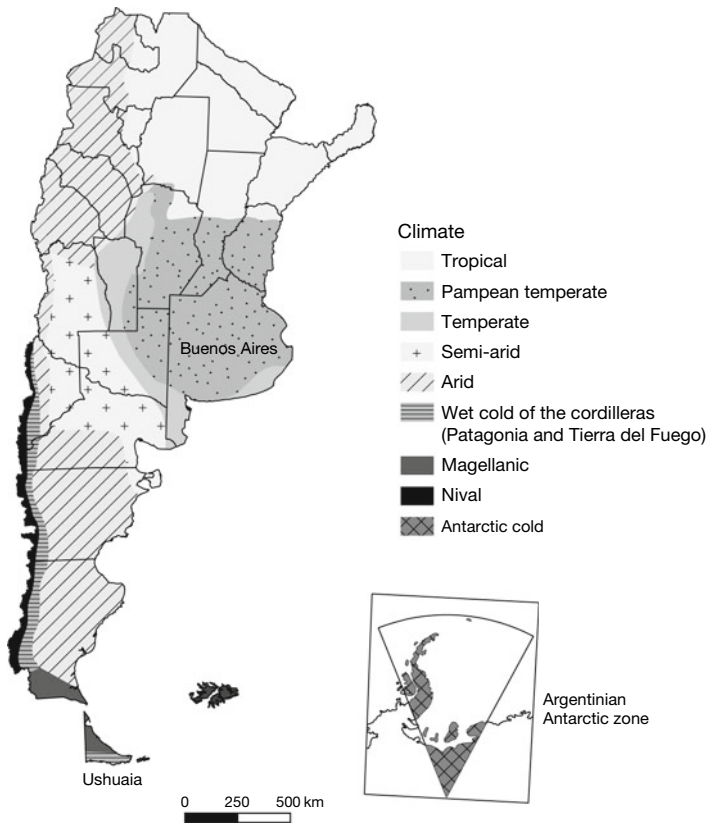 Climate
Tropical
Pampean temperate
Temperate
Semi-arid
Arid
Wet cold of the cordilleras
(Patagonia and Tierra del Fuego)
Magellanic
Nival
Antarctic cold
Buenos Aires
Argentinian
Antarctic zone
Ushuaia
0 250 500 km